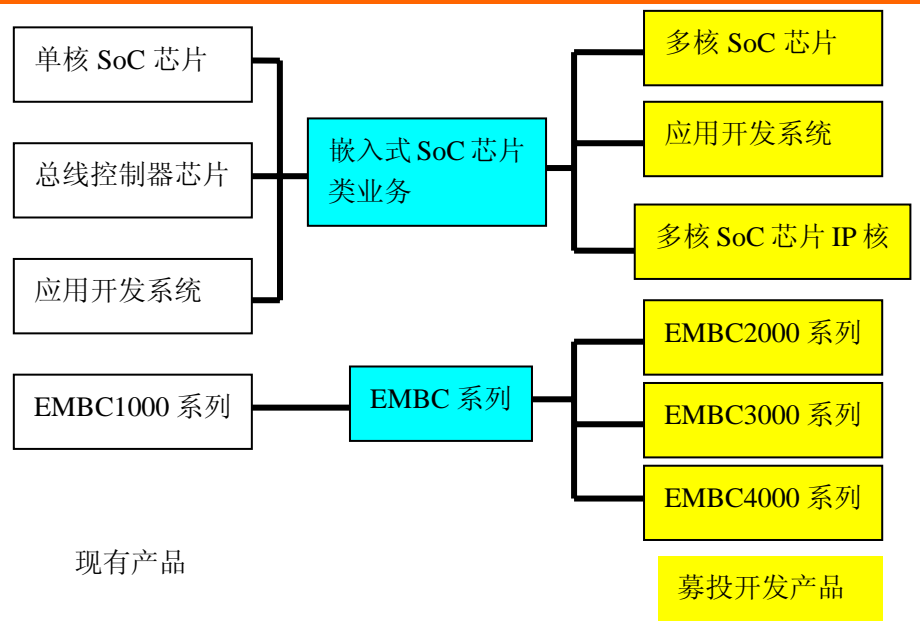 单核 SoC 芯片
总线控制器芯片
应用开发系统
EMBC1000 系列
现有产品
嵌入式 SoC 芯片
类业务
EMBC 系列
多核 SoC 芯片
应用开发系统
多核 SoC 芯片 IP 核
EMBC2000 系列
EMBC3000 系列
EMBC4000 系列
募投开发产品